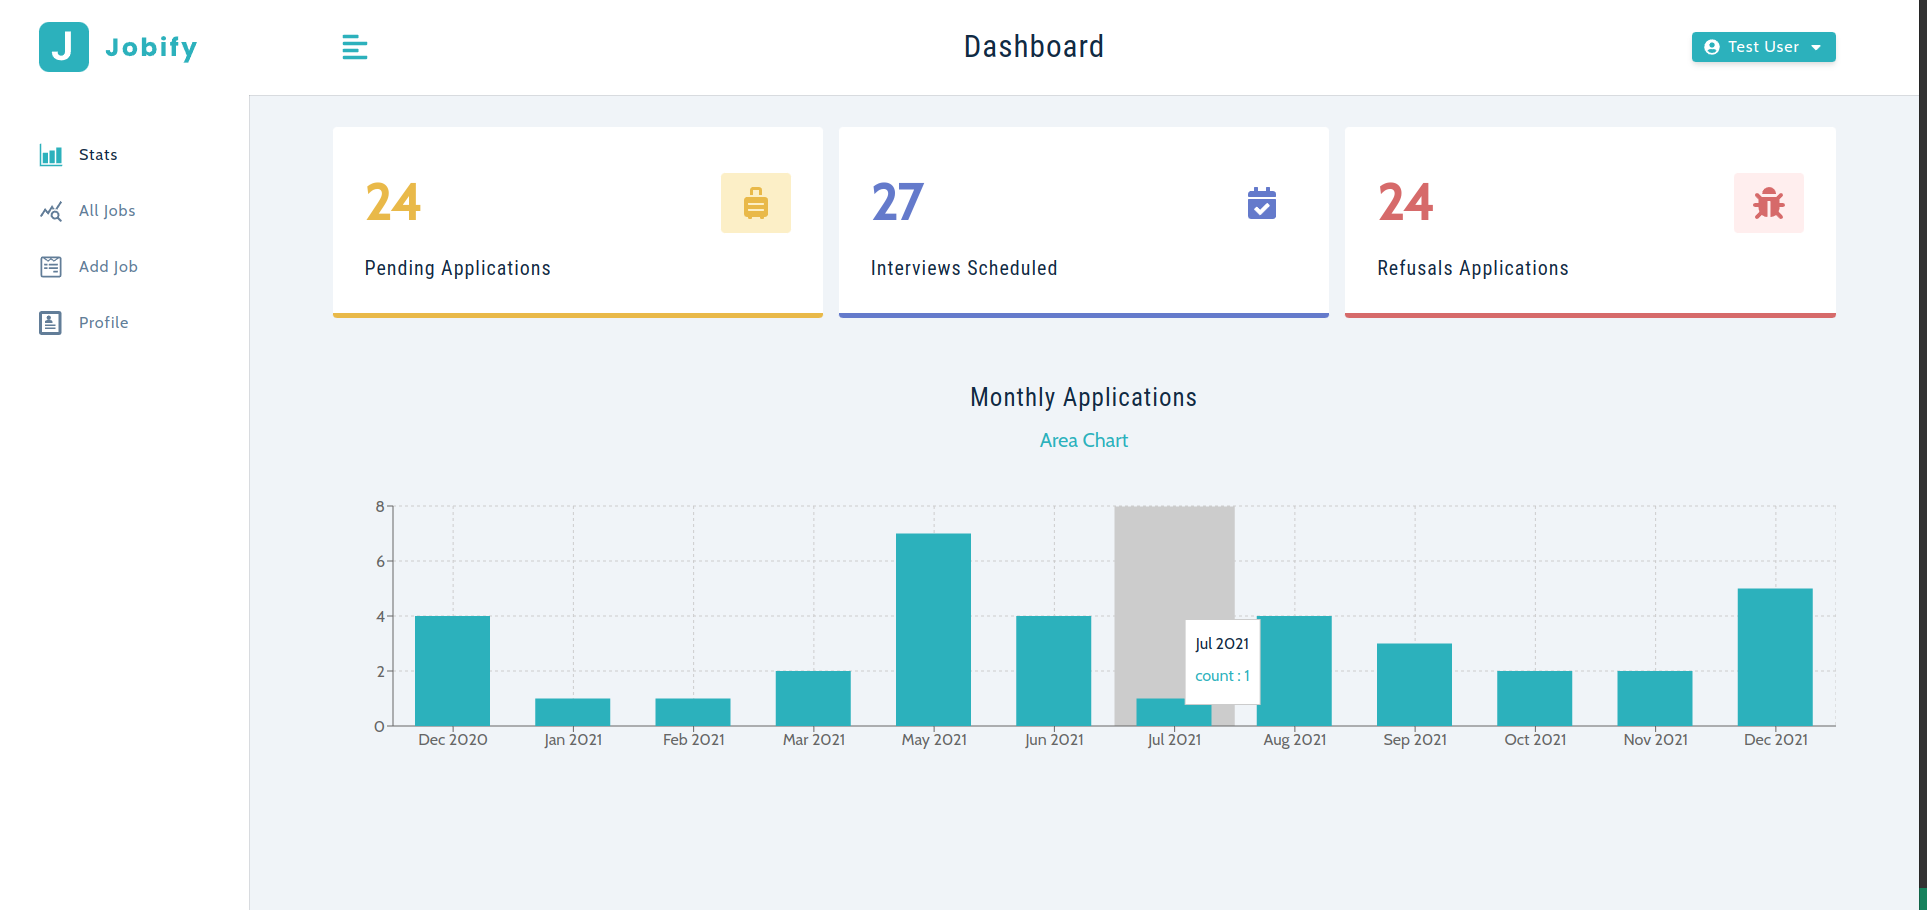 J Jobify
Dashboard
Test User
Stats
All Jobs
Add Job
Profile
24
Pending Applications
27
Interviews Scheduled
24
Refusals Applications
Monthly Applications
Area Chart
8
6
4
2
0
Jul 2021
count : 1
Dec 2020 Jan 2021 Feb 2021 Mar 2021 May 2021 Jun 2021 Jul 2021 Aug 2021 Sep 2021 Oct 2021 Nov 2021 Dec 2021